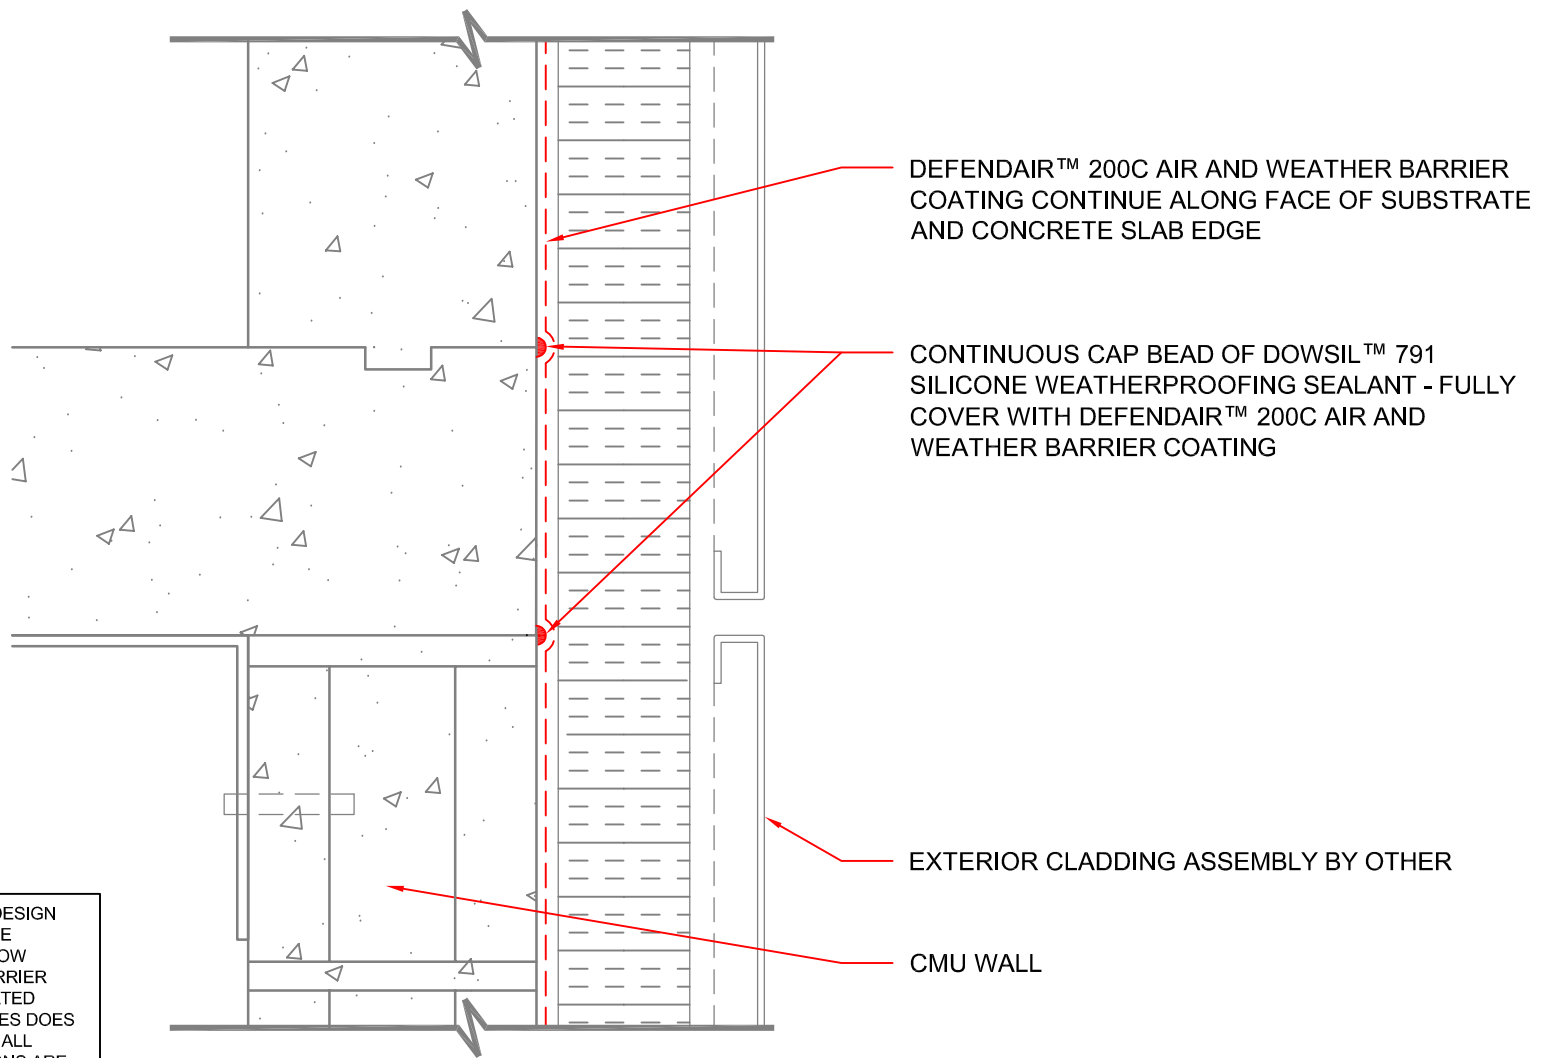 DEFENDAIR™ 200C AIR AND WEATHER BARRIER
COATING CONTINUE ALONG FACE OF SUBSTRATE
AND CONCRETE SLAB EDGE
CONTINUOUS CAP BEAD OF DOWSIL™ 791
SILICONE WEATHERPROOFING SEALANT - FULLY
COVER WITH DEFENDAIR™ 200C AIR AND
WEATHER BARRIER COATING
EXTERIOR CLADDING ASSEMBLY BY OTHER
CMU WALL
DESIGN
OW
RRIER
TED
ES DOES
ALL